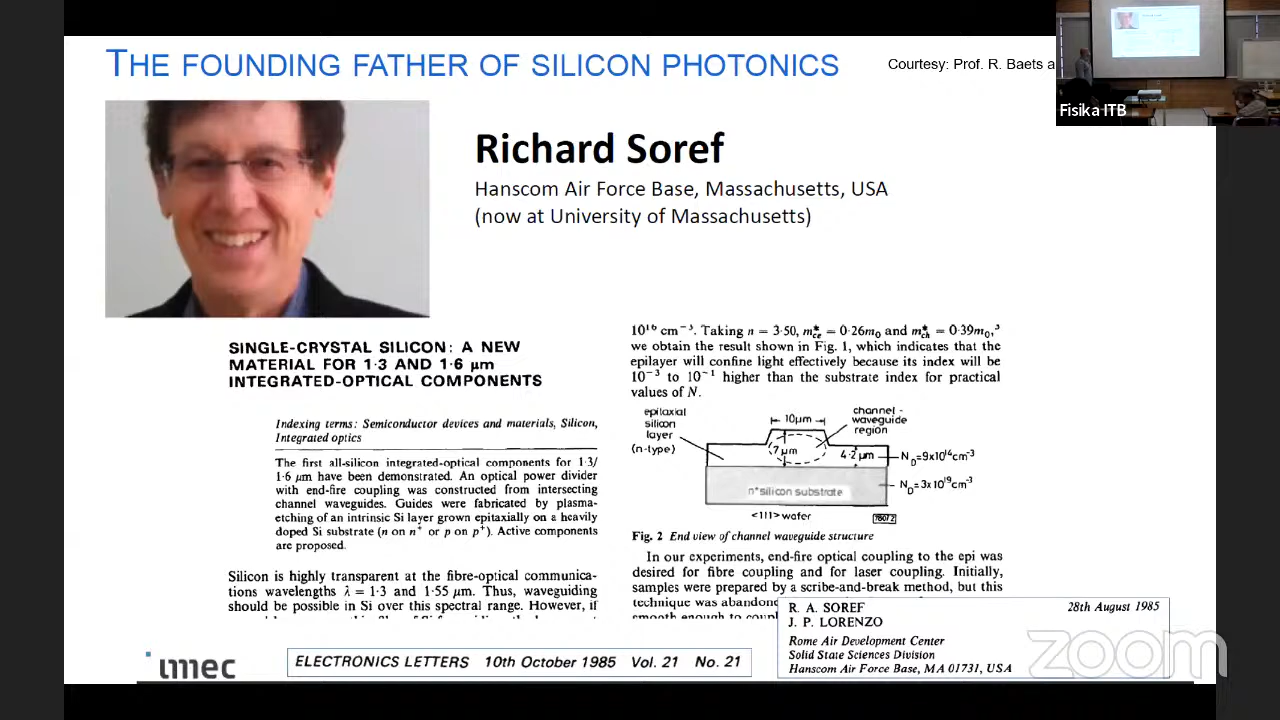 THE FOUNDING FATHER OF SILICON PHOTONICS
Courtesy: Prof. R. Baets a
Fisika ITB
Richard Soref
Hanscom Air Force Base, Massachusetts, USA
(now at University of Massachusetts)
SINGLE-CRYSTAL SILICON: A NEW
MATERIAL FOR 1·3 AND 1·6 μm
INTEGRATED-OPTICAL COMPONENTS
Indexing terms: Semiconductor devices and materials, Silicon,
Integrated optics
The first all-silicon integrated-optical components for 1·3/
1·6 μm have been demonstrated. An optical power divider
with end-fire coupling was constructed from intersecting
channel waveguides. Guides were fabricated by plasma-
etching of an intrinsic Si layer grown epitaxially on a heavily
doped Si substrate (n on n⁺ or p on p⁺). Active components
are proposed.
Silicon is highly transparent at the fibre-optical communica-
tions wavelengths λ = 1·3 and 1·55 μm. Thus, waveguiding
should be possible in Si over this spectral range. However, if
10¹⁶ cm⁻³. Taking n = 3·50, m*ce = 0·26m₀ and m*ch = 0·39m₀,³
we obtain the result shown in Fig. 1, which indicates that the
epilayer will confine light effectively because its index will be
10⁻³ to 10⁻¹ higher than the substrate index for practical
values of N.
epitaxial
silicon
layer
(n-type)
10μm
channel-
waveguide
region
7μm
4·2μm
N_D=9x10¹⁴cm⁻³
N_D=3x10¹⁹cm⁻³
n⁺silicon substrate
<111>wafer
Fig. 2 End view of channel waveguide structure
In our experiments, end-fire optical coupling to the epi was
desired for fibre coupling and for laser coupling. Initially,
samples were prepared by a scribe-and-break method, but this
technique was abandon
smooth enough to coupl
R. A. SOREF
28th August 1985
J. P. LORENZO
Rome Air Development Center
Solid State Sciences Division
Hanscom Air Force Base, MA 01731, USA
imec
ELECTRONICS LETTERS 10th October 1985 Vol. 21 No. 21
zoom